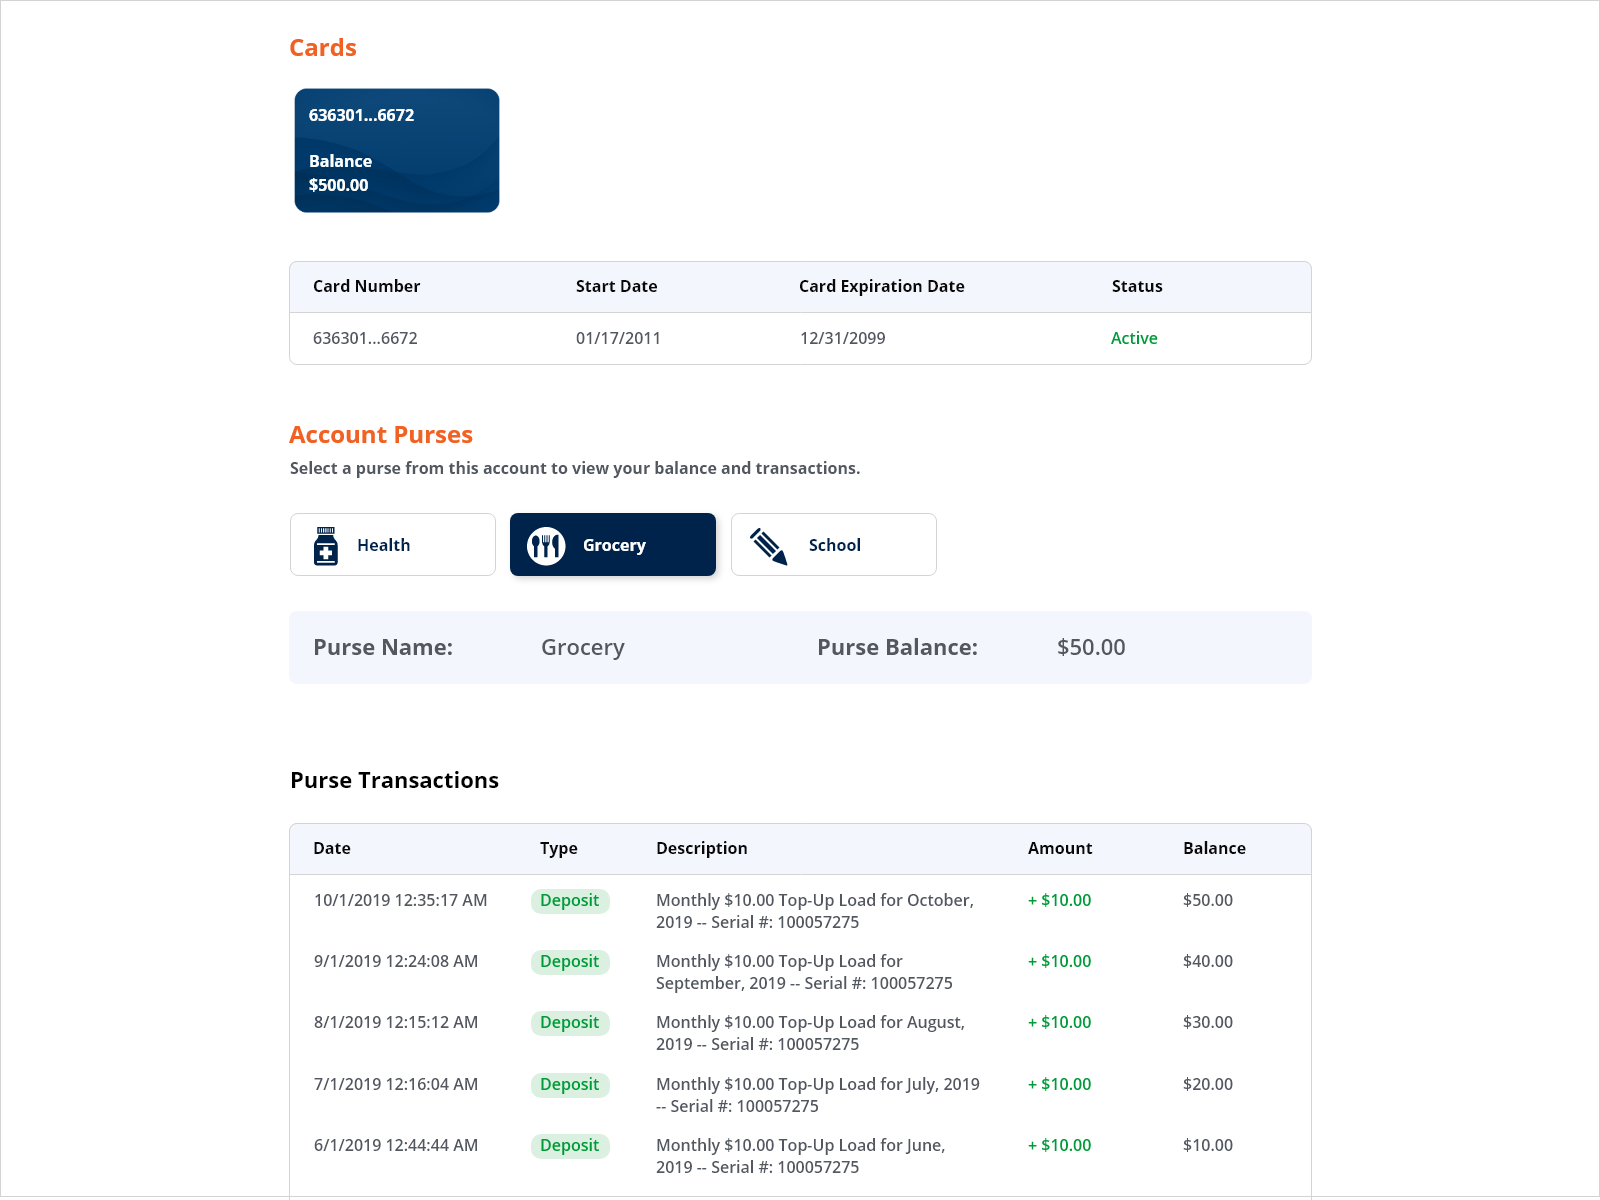 Cards
636301...6672
Balance
$500.00
Card Number Start Date Card Expiration Date Status
636301...6672 01/17/2011 12/31/2099 Active
Account Purses
Select a purse from this account to view your balance and transactions.
Health Grocery School
Purse Name: Grocery Purse Balance: $50.00
Purse Transactions
Date Type Description Amount Balance
10/1/2019 12:35:17 AM Deposit Monthly $10.00 Top-Up Load for October, + $10.00 $50.00
2019 -- Serial #: 100057275
9/1/2019 12:24:08 AM Deposit Monthly $10.00 Top-Up Load for + $10.00 $40.00
September, 2019 -- Serial #: 100057275
8/1/2019 12:15:12 AM Deposit Monthly $10.00 Top-Up Load for August, + $10.00 $30.00
2019 -- Serial #: 100057275
7/1/2019 12:16:04 AM Deposit Monthly $10.00 Top-Up Load for July, 2019 + $10.00 $20.00
-- Serial #: 100057275
6/1/2019 12:44:44 AM Deposit Monthly $10.00 Top-Up Load for June, + $10.00 $10.00
2019 -- Serial #: 100057275